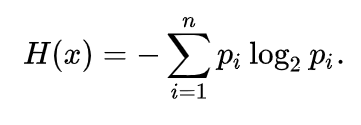 H(x) = − ∑_{i=1}^{n} p_i log_2 p_i.